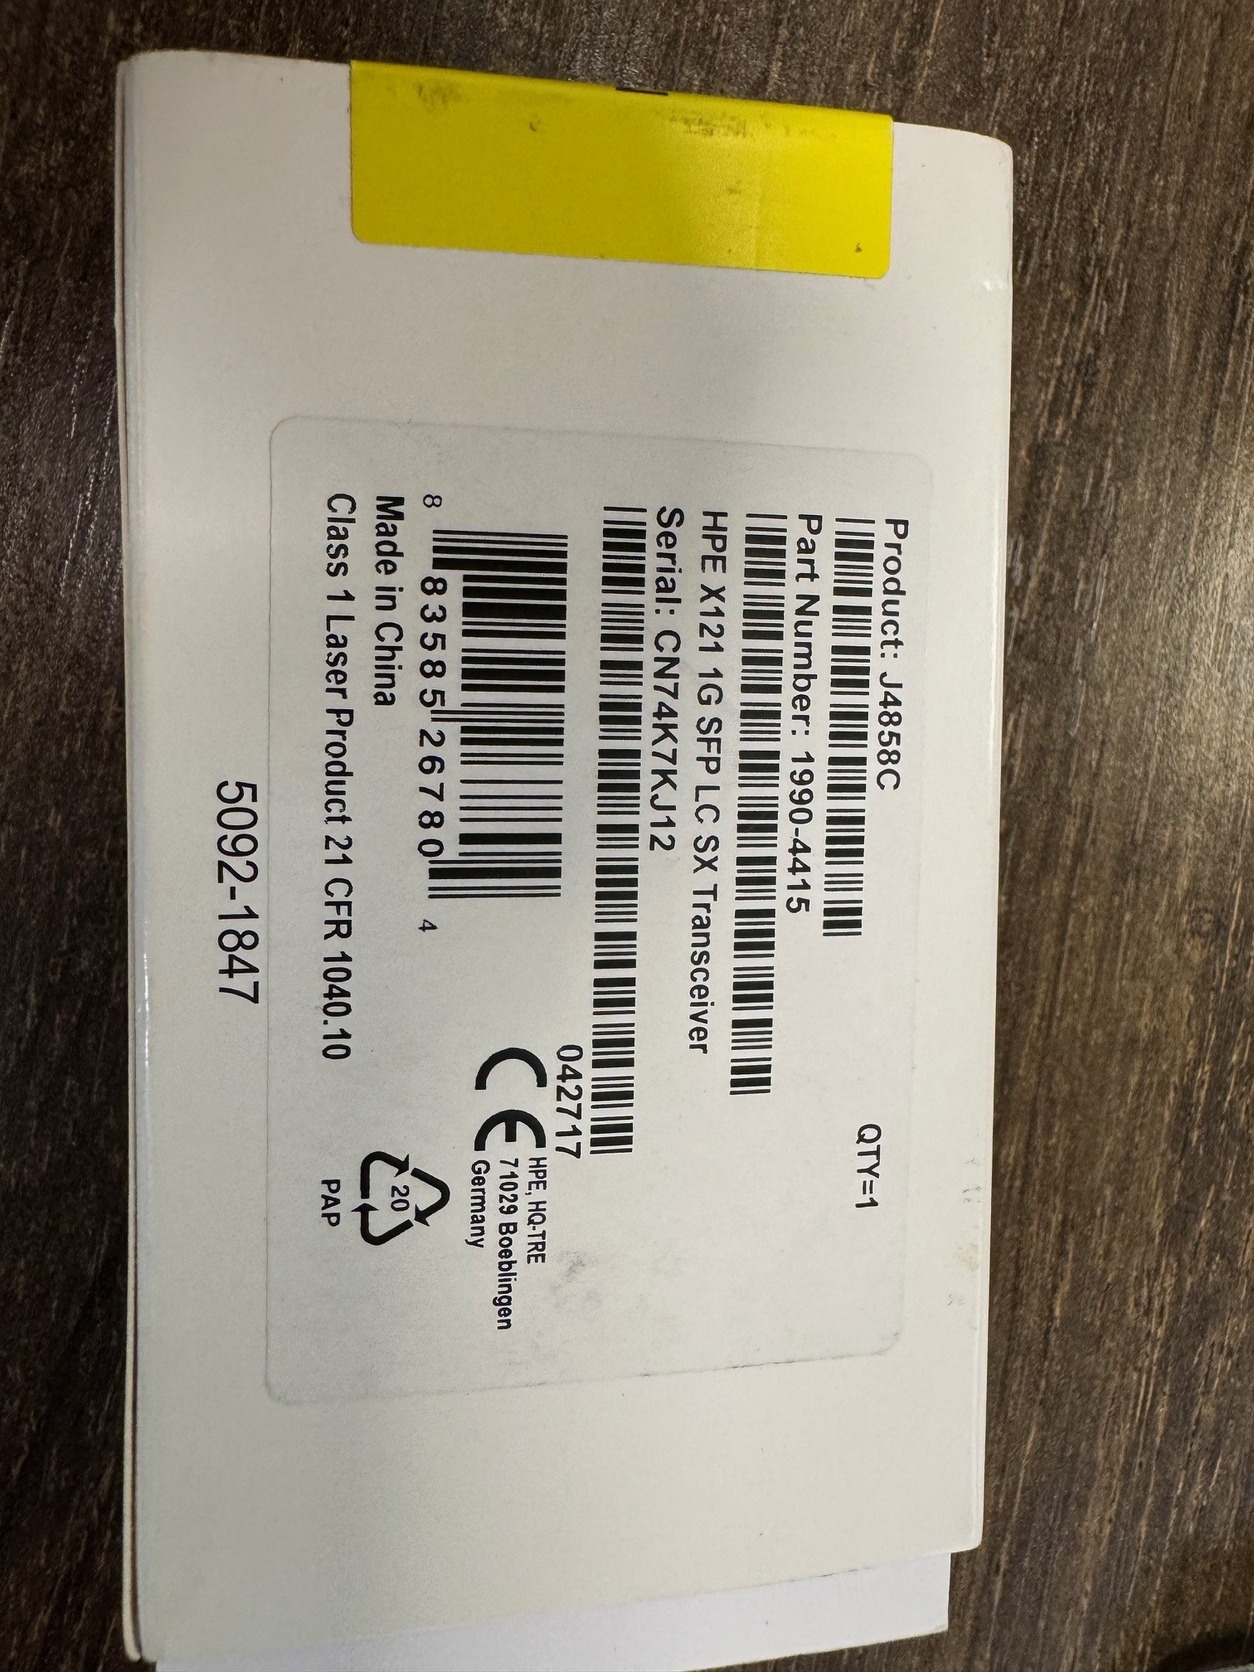 Product: J4858C
QTY=1
Part Number: 1990-4415
HPE X121 1G SFP LC SX Transceiver
Serial: CN74K7KJ12
042717
8 83585 26780 4
HPE, HQ-TRE
71029 Boeblingen
Germany
Made in China
Class 1 Laser Product 21 CFR 1040.10
20
PAP
5092-1847